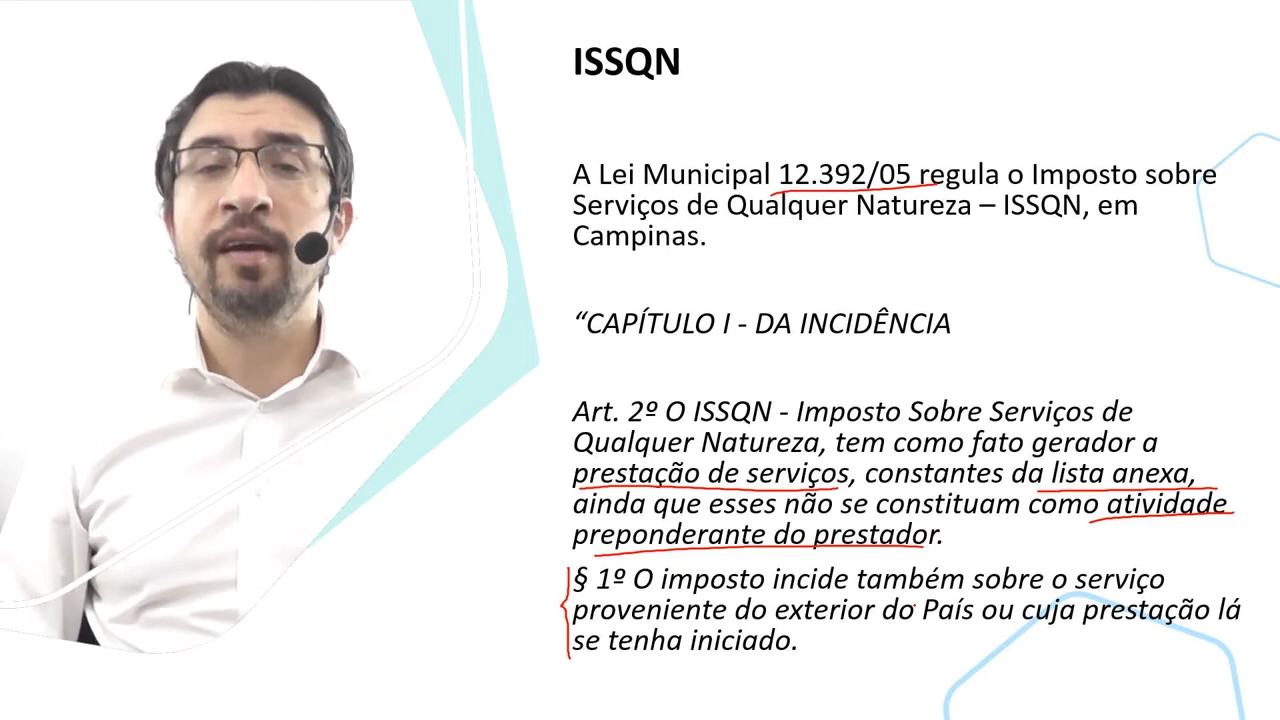 ISSQN
A Lei Municipal 12.392/05 regula o Imposto sobre
Serviços de Qualquer Natureza – ISSQN, em
Campinas.
“CAPÍTULO I - DA INCIDÊNCIA
Art. 2º O ISSQN - Imposto Sobre Serviços de
Qualquer Natureza, tem como fato gerador a
prestação de serviços, constantes da lista anexa,
ainda que esses não se constituam como atividade
preponderante do prestador.
§ 1º O imposto incide também sobre o serviço
proveniente do exterior do País ou cuja prestação lá
se tenha iniciado.